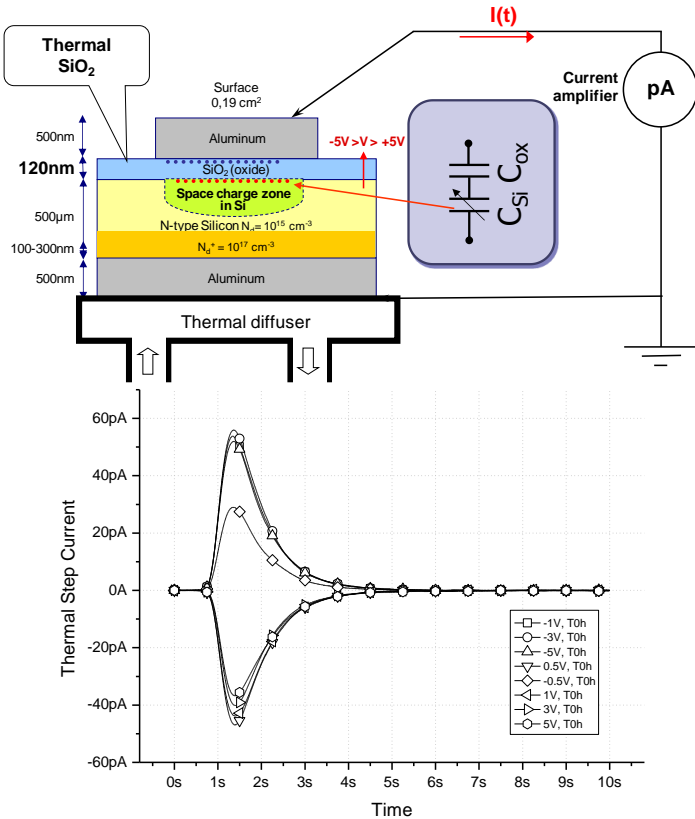 I(t)
Thermal
SiO2
Surface
0,19 cm2
Current
amplifier
pA
500nm
Aluminum
-5V >V > +5V
120nm
SiO2 (oxide)
Space charge zone
in Si
CSi Cox
500µm
N-type Silicon Nd = 10^15 cm-3
100-300nm
Nd+ = 10^17 cm-3
500nm
Aluminum
Thermal diffuser
60pA
40pA
20pA
0A
-20pA
-40pA
-60pA
Thermal Step Current
-1V, T0h
-3V, T0h
-5V, T0h
0.5V, T0h
-0.5V, T0h
1V, T0h
3V, T0h
5V, T0h
0s 1s 2s 3s 4s 5s 6s 7s 8s 9s 10s
Time